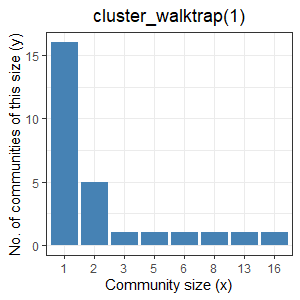 cluster_walktrap(1)
No. of communities of this size (y)
15
10
5
0
1 2 3 5 6 8 13 16
Community size (x)